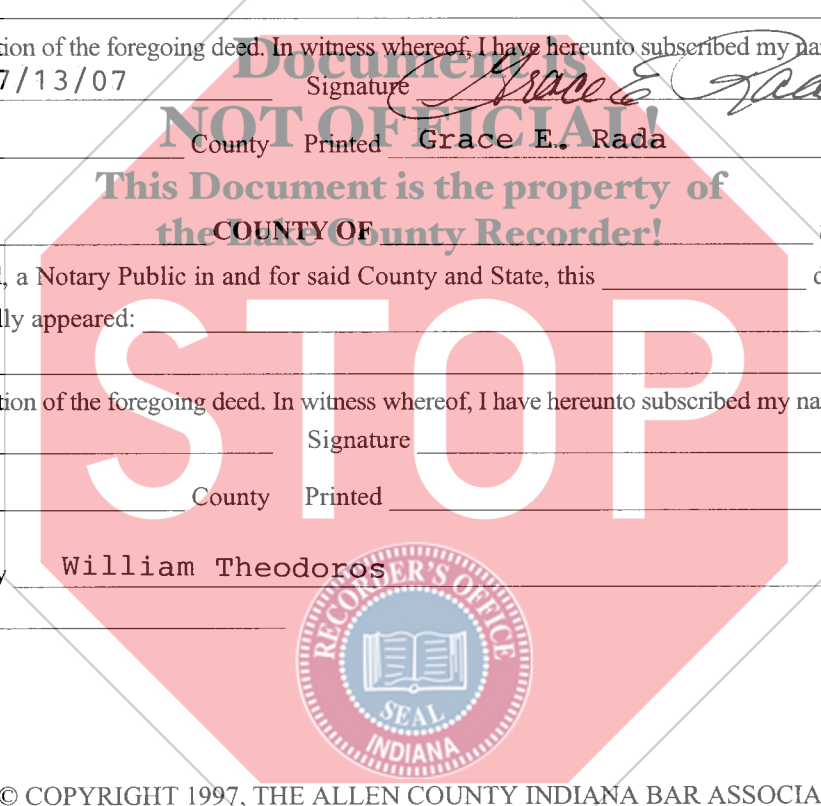 tion of the foregoing deed. In witness whereof, I have hereunto subscribed my na
Document is
7/13/07 Signature Grace E Rada
NOT OFFICIAL!
County Printed Grace E. Rada
This Document is the property of
the Lake County Recorder!
COUNTY OF
, a Notary Public in and for said County and State, this d
lly appeared:
STOP
tion of the foregoing deed. In witness whereof, I have hereunto subscribed my na
Signature
County Printed
y William Theodoros
RECORDER'S OFFICE
SEAL
INDIANA
© COPYRIGHT 1997, THE ALLEN COUNTY INDIANA BAR ASSOCIA